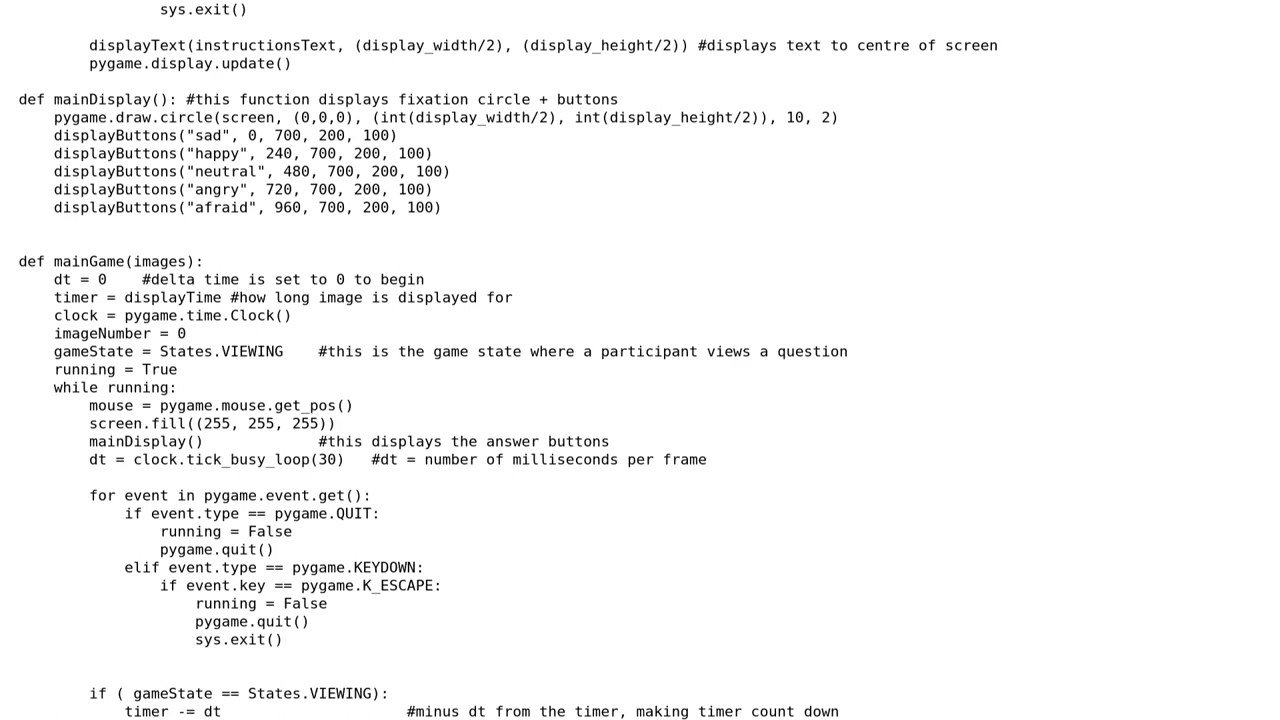 sys.exit()
displayText(instructionsText, (display_width/2), (display_height/2)) #displays text to centre of screen
pygame.display.update()
def mainDisplay(): #this function displays fixation circle + buttons
pygame.draw.circle(screen, (0,0,0), (int(display_width/2), int(display_height/2)), 10, 2)
displayButtons("sad", 0, 700, 200, 100)
displayButtons("happy", 240, 700, 200, 100)
displayButtons("neutral", 480, 700, 200, 100)
displayButtons("angry", 720, 700, 200, 100)
displayButtons("afraid", 960, 700, 200, 100)
def mainGame(images):
dt = 0    #delta time is set to 0 to begin
timer = displayTime #how long image is displayed for
clock = pygame.time.Clock()
imageNumber = 0
gameState = States.VIEWING    #this is the game state where a participant views a question
running = True
while running:
mouse = pygame.mouse.get_pos()
screen.fill((255, 255, 255))
mainDisplay()             #this displays the answer buttons
dt = clock.tick_busy_loop(30)   #dt = number of milliseconds per frame
for event in pygame.event.get():
if event.type == pygame.QUIT:
running = False
pygame.quit()
elif event.type == pygame.KEYDOWN:
if event.key == pygame.K_ESCAPE:
running = False
pygame.quit()
sys.exit()
if ( gameState == States.VIEWING):
timer -= dt                     #minus dt from the timer, making timer count down